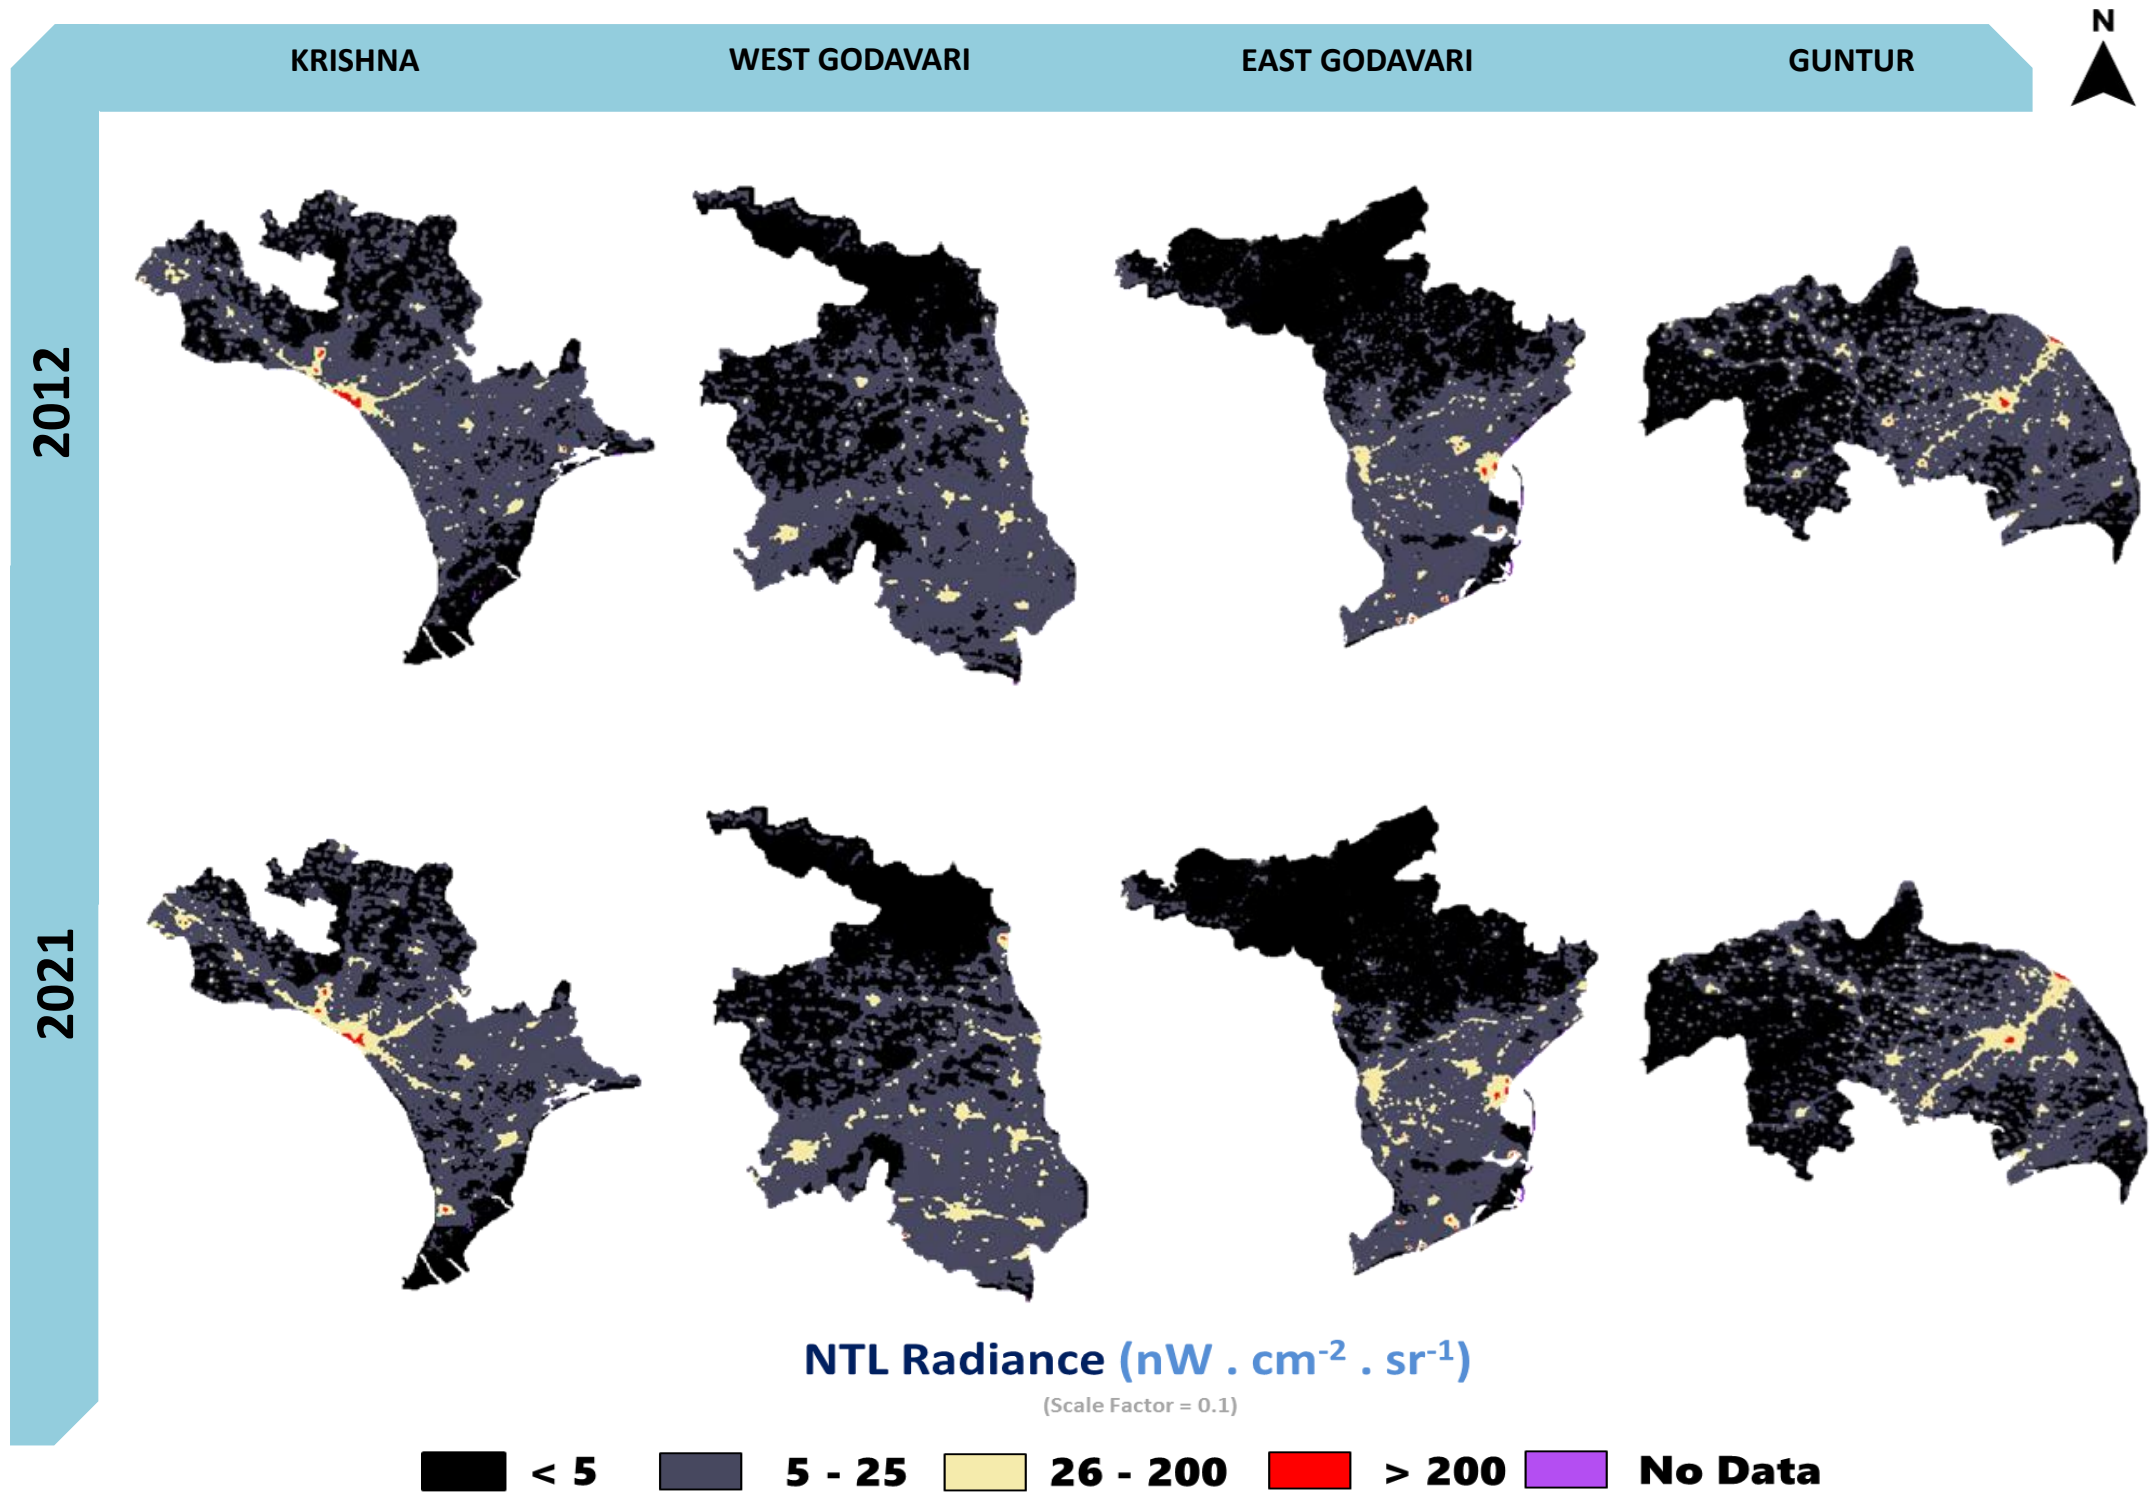 N
KRISHNA
WEST GODAVARI
EAST GODAVARI
GUNTUR
2012
2021
NTL Radiance (nW . cm⁻² . sr⁻¹)
(Scale Factor = 0.1)
< 5
5 - 25
26 - 200
> 200
No Data